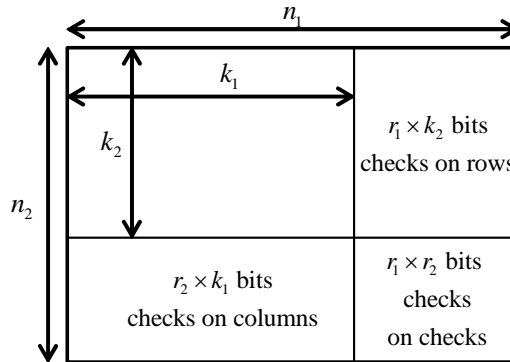 n₁
k₁
k₂
r₁ × k₂ bits
checks on rows
n₂
r₂ × k₁ bits
checks on columns
r₁ × r₂ bits
checks
on checks